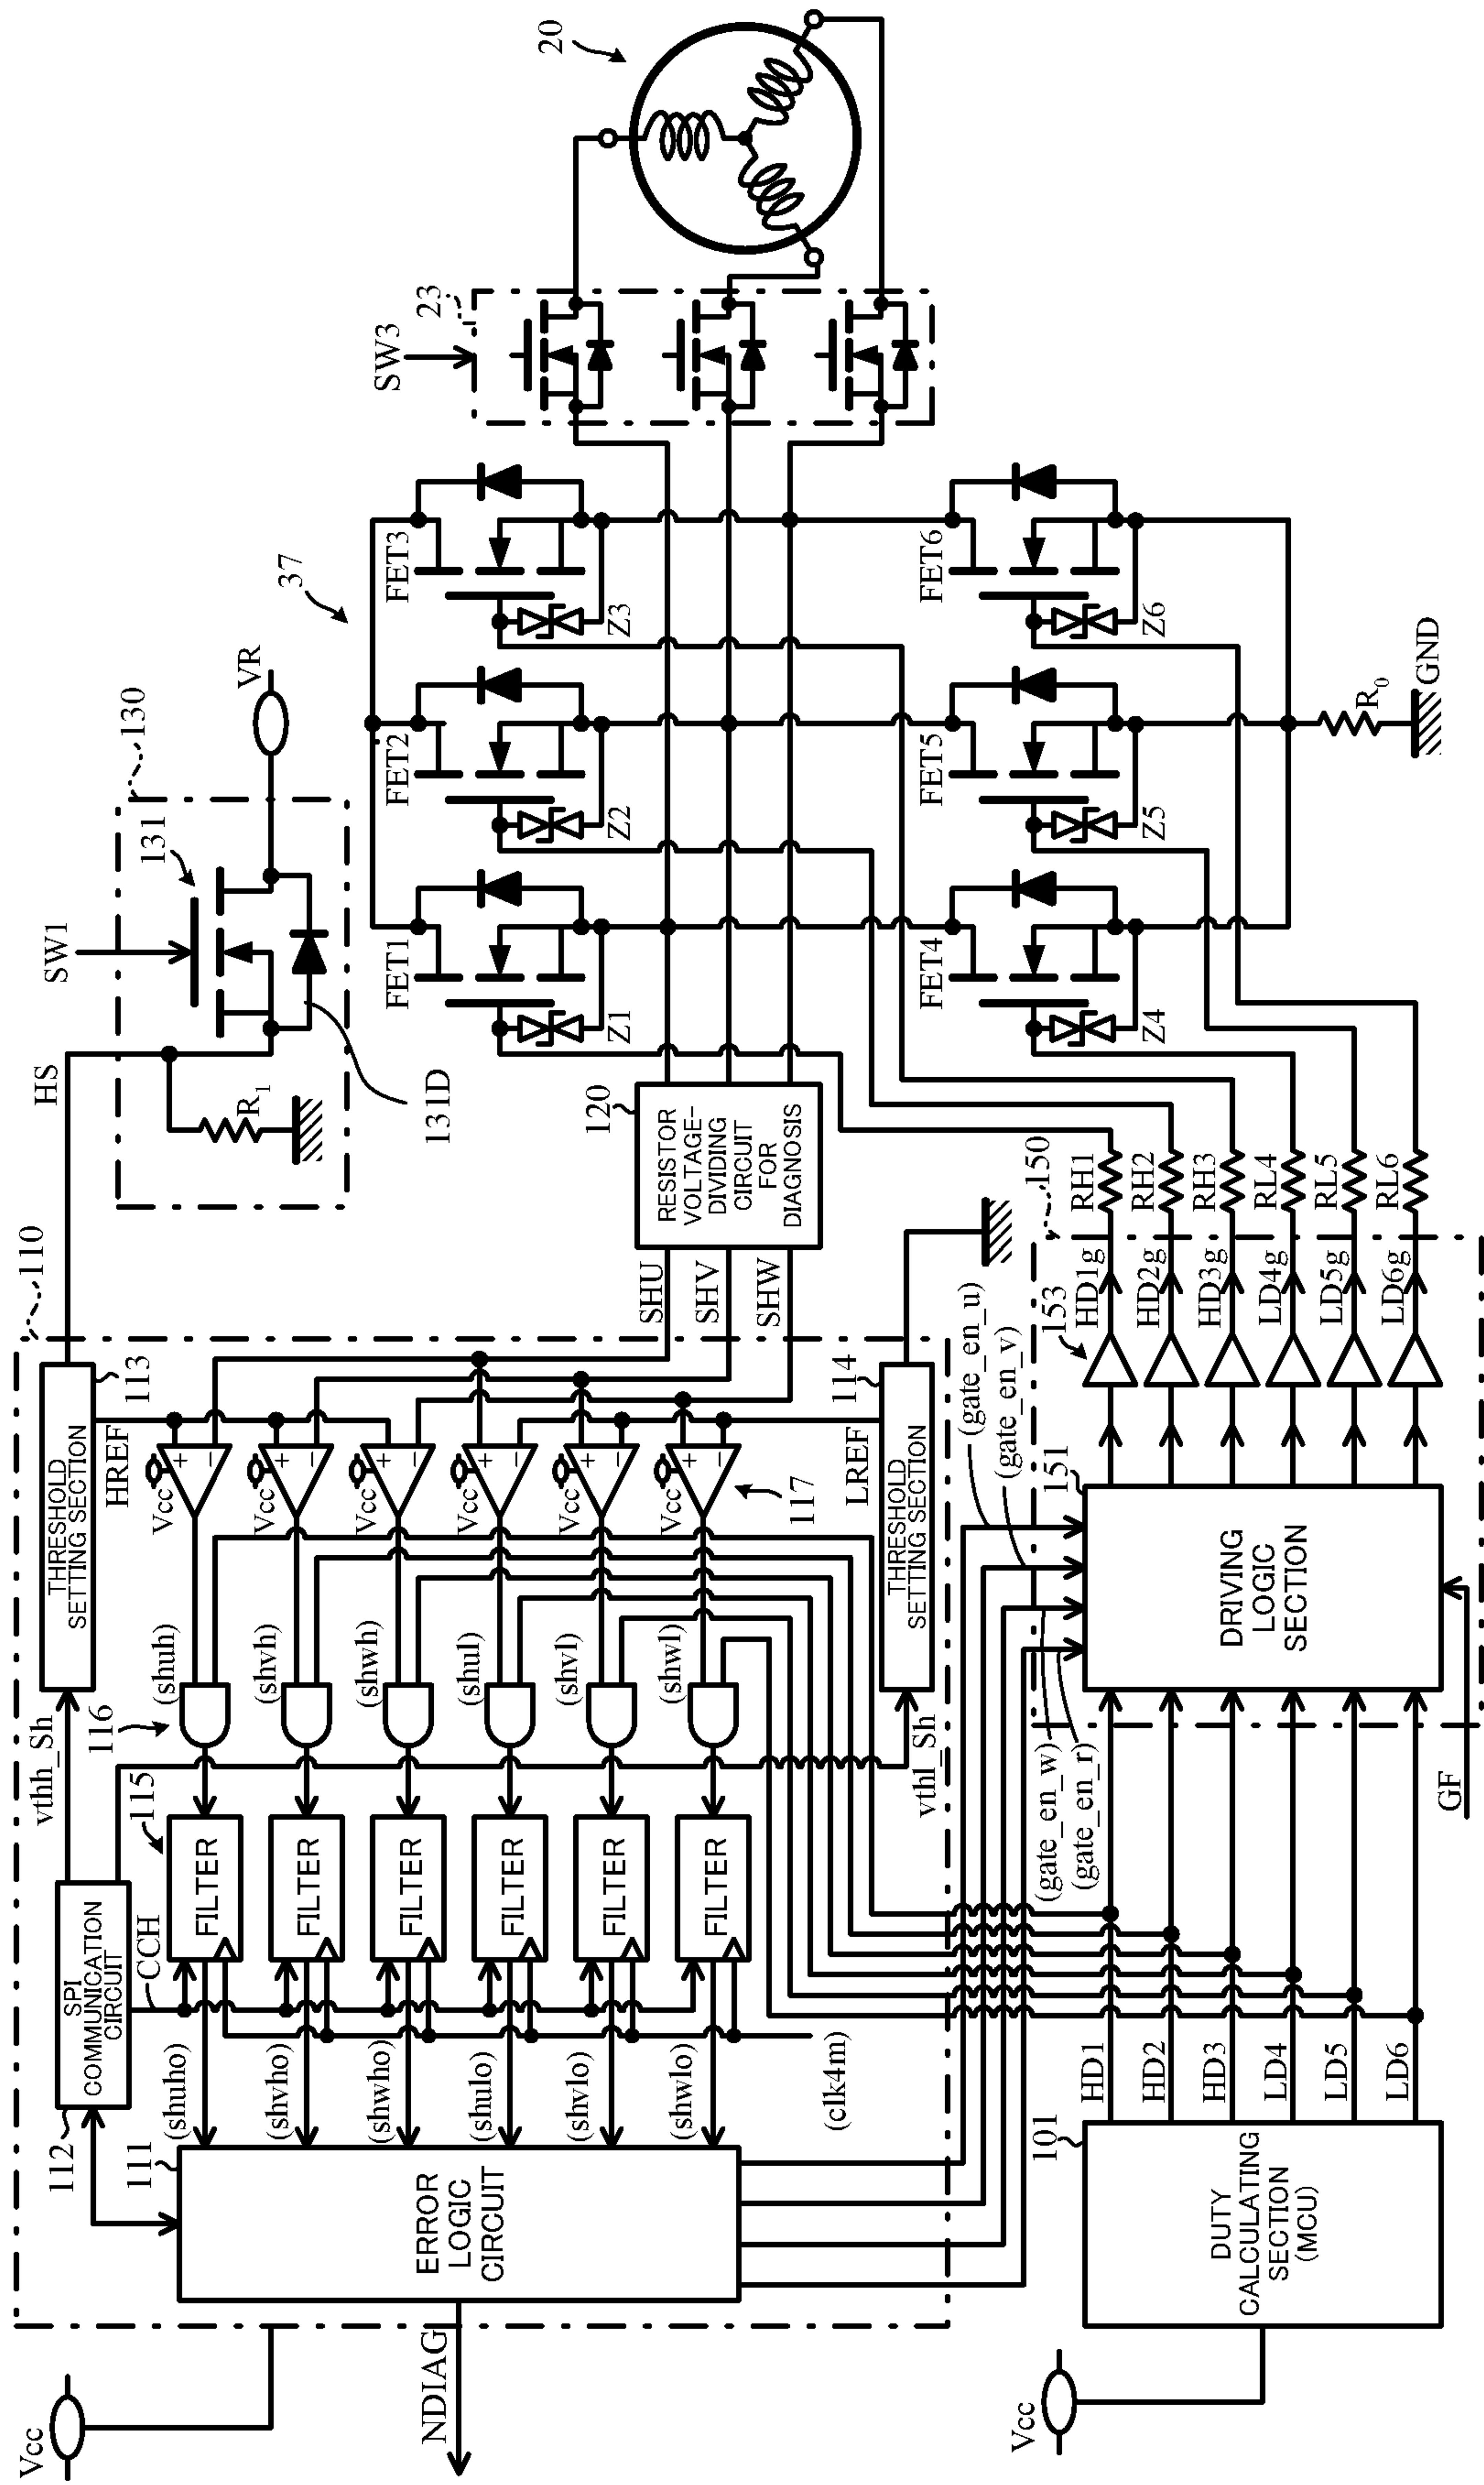 Vcc
NDIAG
112
SPI
COMMUNICATION
CIRCUIT
CCH
vthh_Sh
THRESHOLD
SETTING SECTION
113
HREF
110
111
ERROR
LOGIC
CIRCUIT
(shuho)
(shvho)
(shwho)
(shulo)
(shvlo)
(shwlo)
(clk4m)
115
FILTER
FILTER
FILTER
FILTER
FILTER
FILTER
116
(shuh)
(shvh)
(shwh)
(shul)
(shvl)
(shwl)
Vcc
Vcc
Vcc
Vcc
Vcc
Vcc
+
−
+
−
+
−
+
−
+
−
+
−
117
vthl_Sh
THRESHOLD
SETTING SECTION
114
LREF
SHU
SHV
SHW
120
RESISTOR
VOLTAGE-
DIVIDING
CIRCUIT
FOR
DIAGNOSIS
HS
SW1
R1
131
131D
130
VR
37
FET1
FET2
FET3
Z1
Z2
Z3
FET4
FET5
FET6
Z4
Z5
Z6
R0
GND
SW3
23
20
Vcc
101
DUTY
CALCULATING
SECTION
(MCU)
HD1
HD2
HD3
LD4
LD5
LD6
(gate_en_w)
(gate_en_r)
(gate_en_u)
(gate_en_v)
GF
151
DRIVING
LOGIC
SECTION
153
150
HD1g
HD2g
HD3g
LD4g
LD5g
LD6g
RH1
RH2
RH3
RL4
RL5
RL6